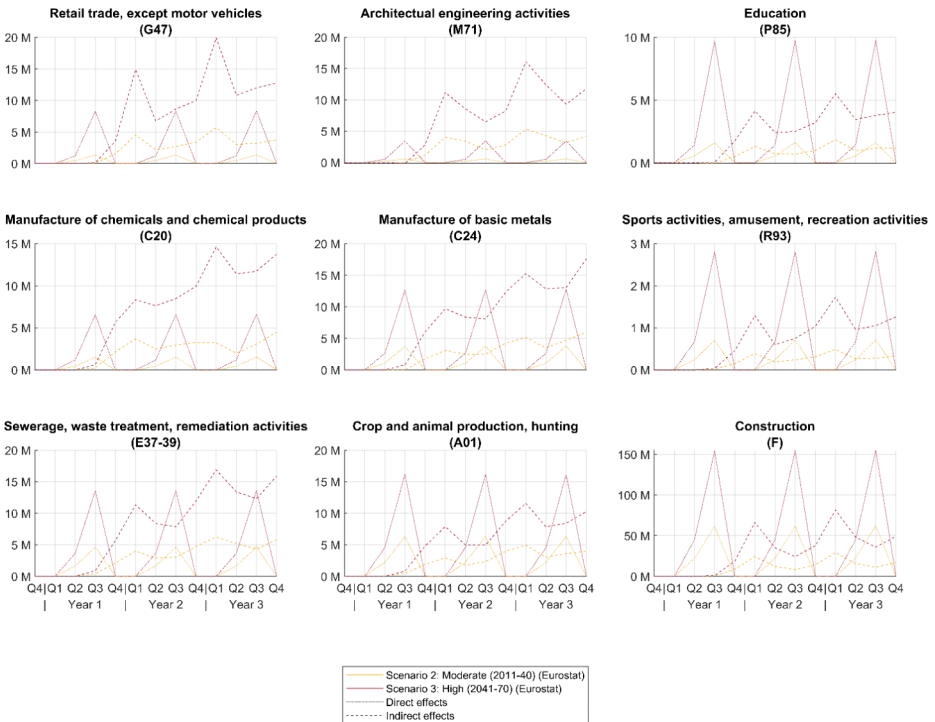 Retail trade, except motor vehicles
(G47)
20 M
15 M
10 M
5 M
0 M
Architectual engineering activities
(M71)
20 M
15 M
10 M
5 M
0 M
Education
(P85)
10 M
5 M
0 M
Manufacture of chemicals and chemical products
(C20)
15 M
10 M
5 M
0 M
Manufacture of basic metals
(C24)
20 M
15 M
10 M
5 M
0 M
Sports activities, amusement, recreation activities
(R93)
3 M
2 M
1 M
0 M
Sewerage, waste treatment, remediation activities
(E37-39)
20 M
15 M
10 M
5 M
0 M
Q4|Q1 Q2 Q3 Q4|Q1 Q2 Q3 Q4|Q1 Q2 Q3 Q4
| Year 1 | Year 2 | Year 3
Crop and animal production, hunting
(A01)
20 M
15 M
10 M
5 M
0 M
Q4|Q1 Q2 Q3 Q4|Q1 Q2 Q3 Q4|Q1 Q2 Q3 Q4
| Year 1 | Year 2 | Year 3
Construction
(F)
150 M
100 M
50 M
0 M
Q4|Q1 Q2 Q3 Q4|Q1 Q2 Q3 Q4|Q1 Q2 Q3 Q4
| Year 1 | Year 2 | Year 3
Scenario 2: Moderate (2011-40) (Eurostat)
Scenario 3: High (2041-70) (Eurostat)
Direct effects
Indirect effects